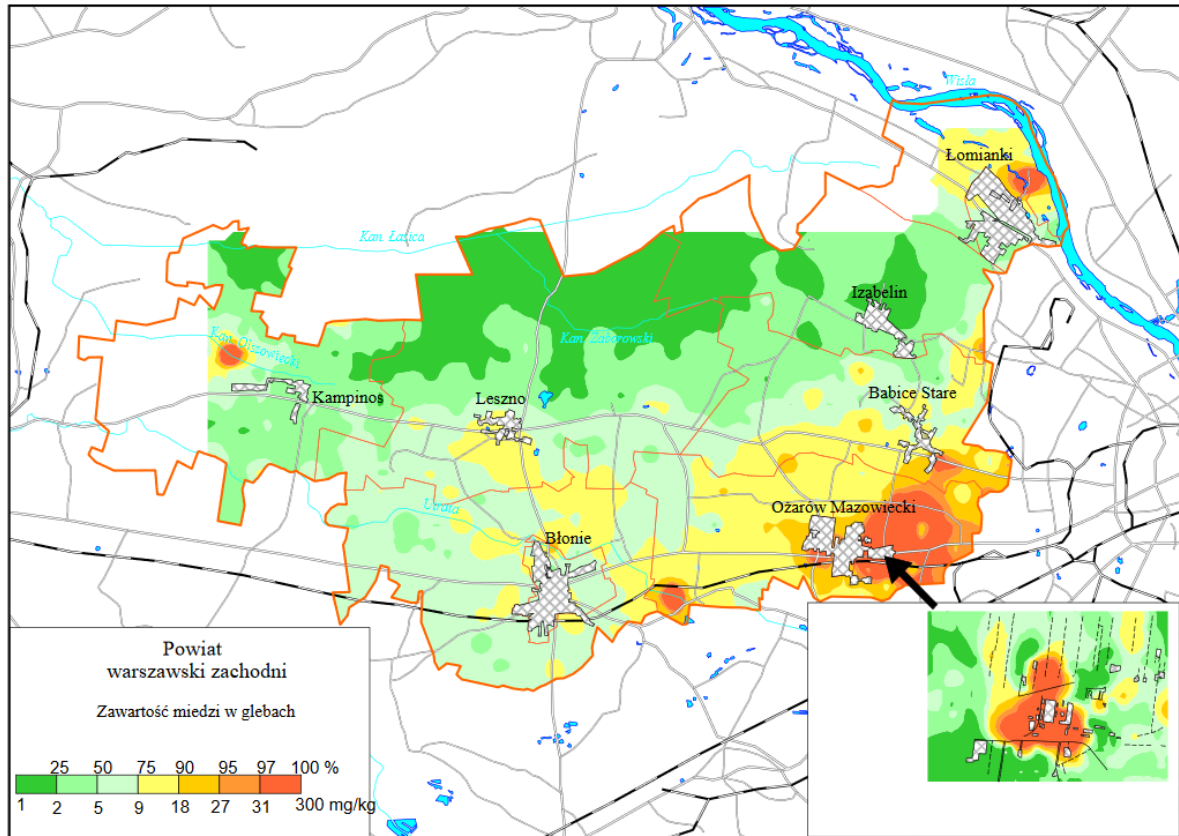 Wisła
Łomianki
Kan. Łasica
Izabelin
Kan. Zaborowski
Kan. Olszowiecki
Kampinos
Leszno
Babice Stare
Utrata
Ożarów Mazowiecki
Błonie
Powiat
warszawski zachodni
Zawartość miedzi w glebach
25 50 75 90 95 97 100 %
1 2 5 9 18 27 31 300 mg/kg